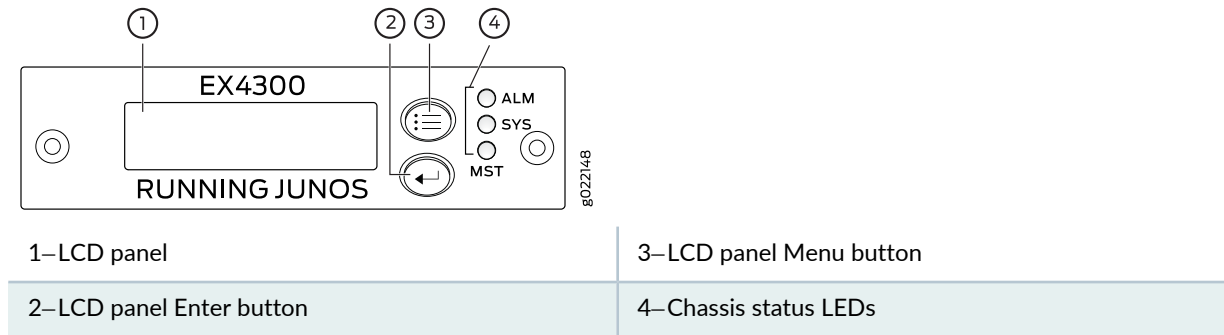 1 2 3 4
EX4300
ALM
SYS
MST
RUNNING JUNOS
g022148
1—LCD panel
3—LCD panel Menu button
2—LCD panel Enter button
4—Chassis status LEDs